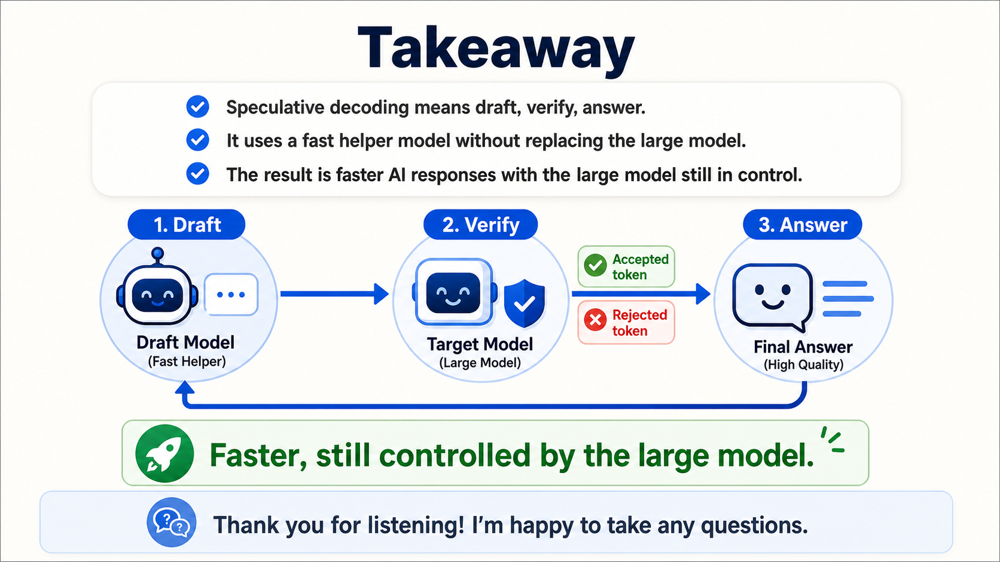 Takeaway
Speculative decoding means draft, verify, answer.
It uses a fast helper model without replacing the large model.
The result is faster AI responses with the large model still in control.
1. Draft
2. Verify
3. Answer
Accepted
token
Rejected
token
Draft Model
(Fast Helper)
Target Model
(Large Model)
Final Answer
(High Quality)
Faster, still controlled by the large model.
? ?
Thank you for listening! I'm happy to take any questions.